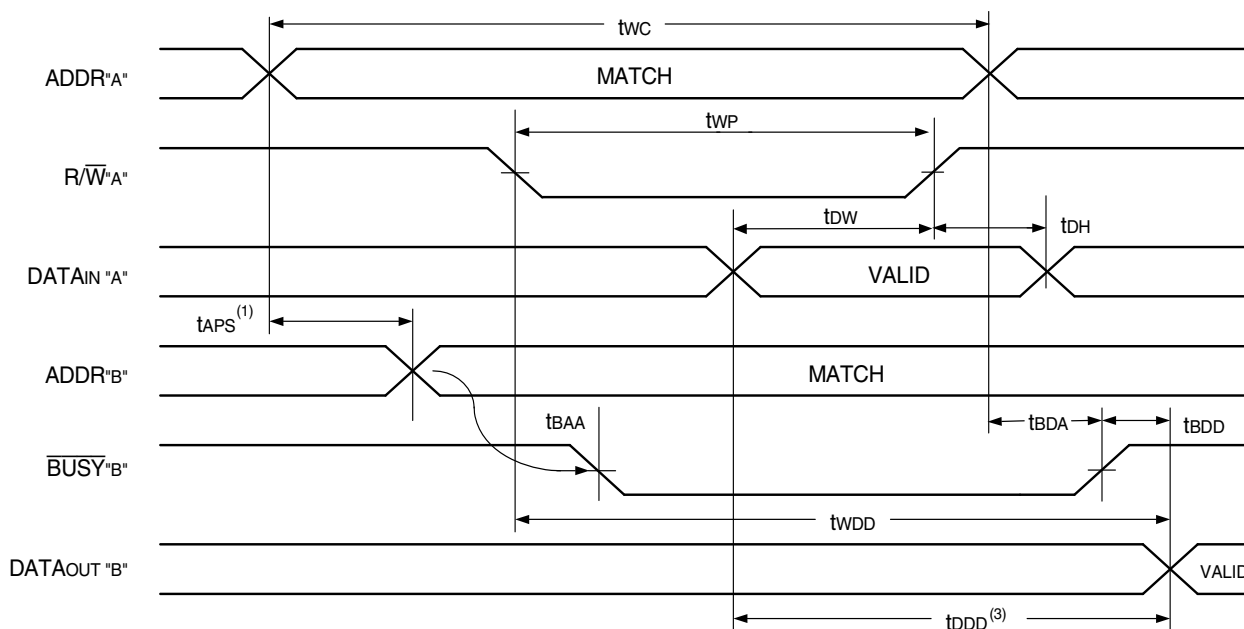 tWC
ADDR"A" MATCH
tWP
R/W̅"A"
tDW tDH
DATAIN "A" VALID
tAPS(1)
ADDR"B" MATCH
tBAA tBDA tBDD
B̅U̅S̅Y̅"B"
tWDD
DATAOUT "B" VALID
tDDD(3)